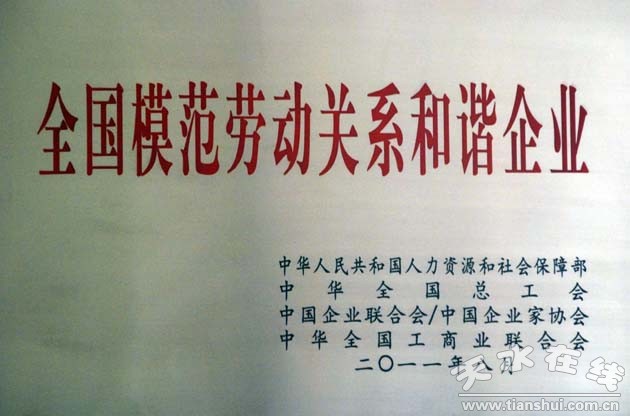 全国模范劳动关系和谐企业
中华人民共和国人力资源和社会保障部
中华全国总工会
中国企业联合会/中国企业家协会
中华全国工商业联合会
二〇一一年八月
天水在线
www.tianshui.com.cn